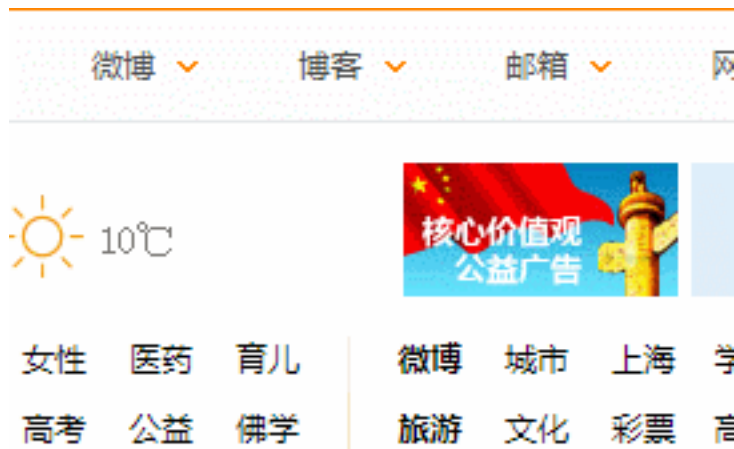 微博 博客 邮箱
10℃
核心价值观
公益广告
女性 医药 育儿 微博 城市 上海
高考 公益 佛学 旅游 文化 彩票